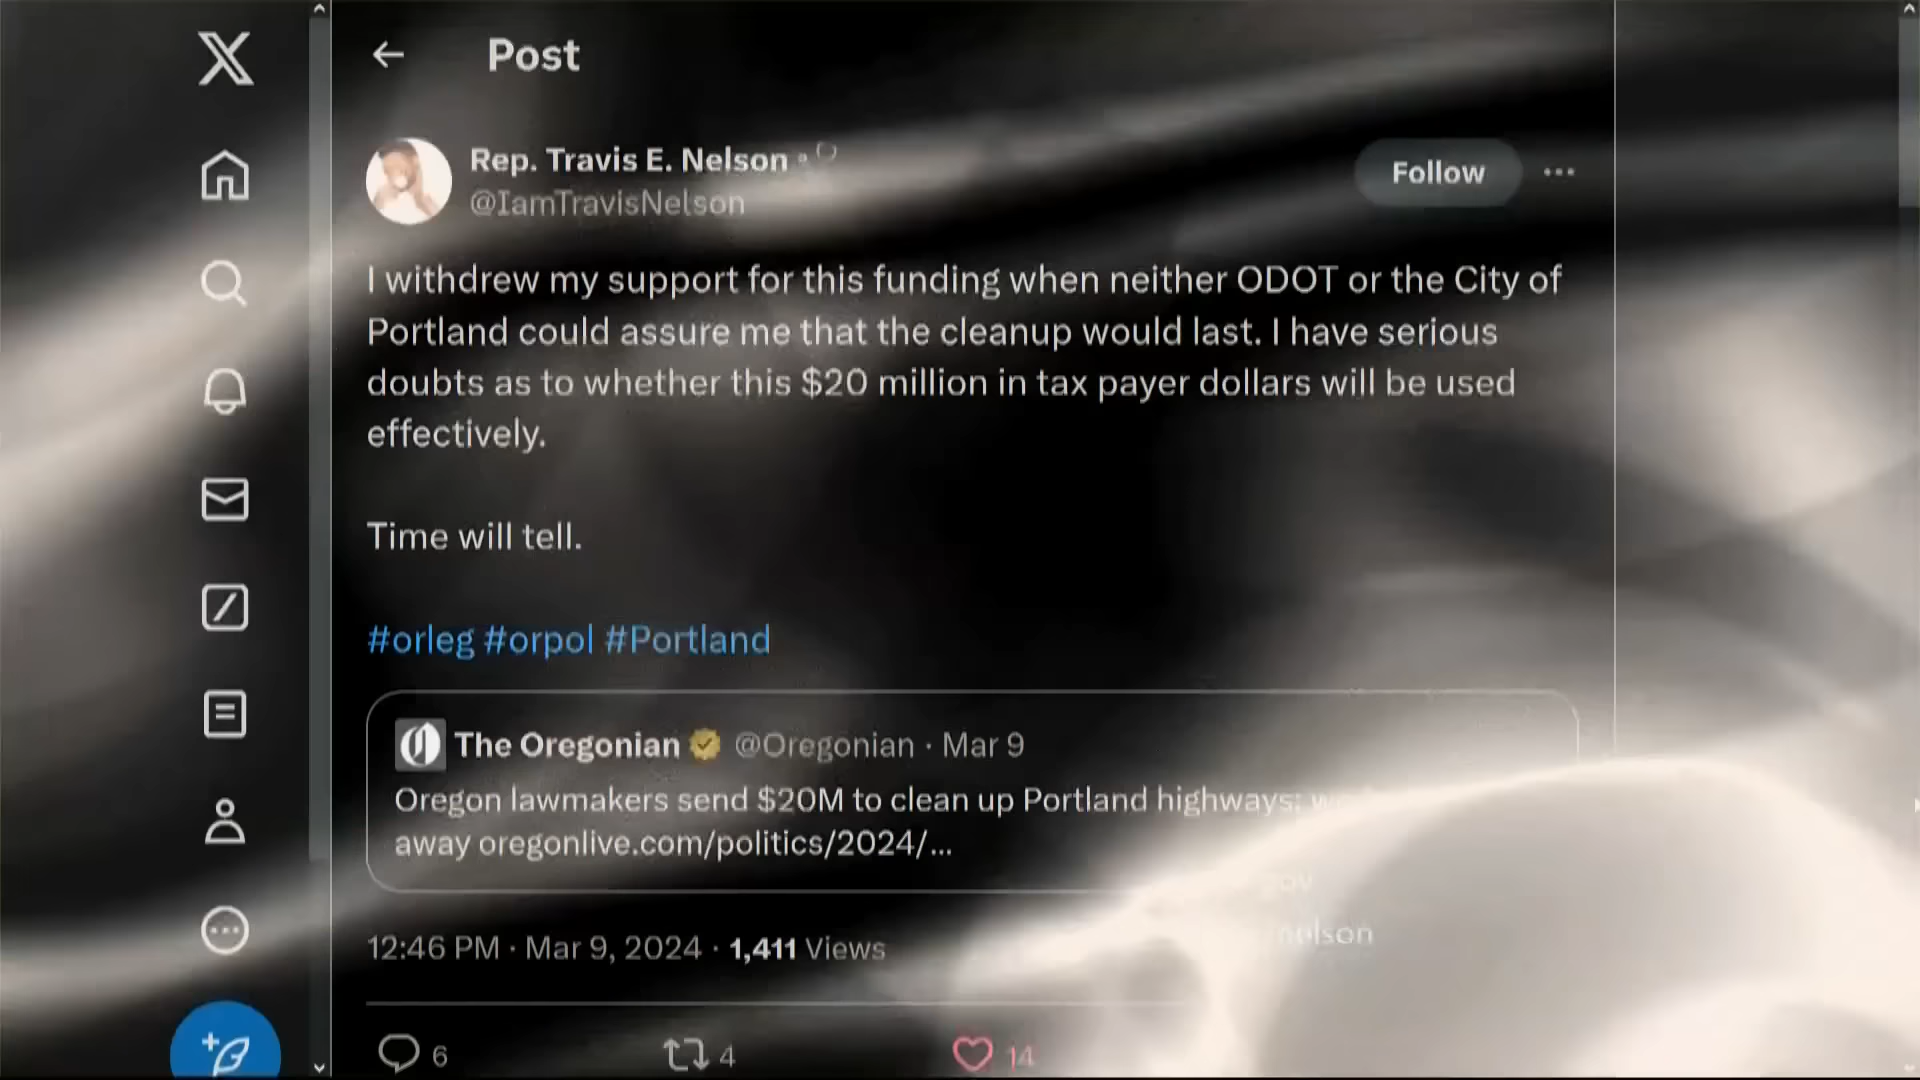 Post
Rep. Travis E. Nelson
@IamTravisNelson
Follow
I withdrew my support for this funding when neither ODOT or the City of
Portland could assure me that the cleanup would last. I have serious
doubts as to whether this $20 million in tax payer dollars will be used
effectively.
Time will tell.
#orleg #orpol #Portland
The Oregonian @Oregonian · Mar 9
Oregon lawmakers send $20M to clean up Portland highways;
away oregonlive.com/politics/2024/...
nelson
12:46 PM · Mar 9, 2024 · 1,411 Views
6 4 14